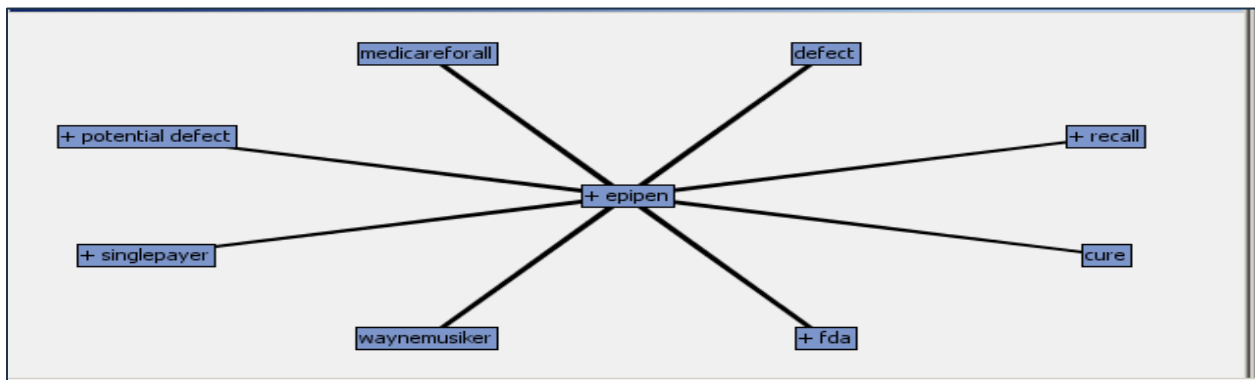 medicareforall
defect
+ potential defect
+ recall
+ epipen
+ singlepayer
cure
waynemusiker
+ fda